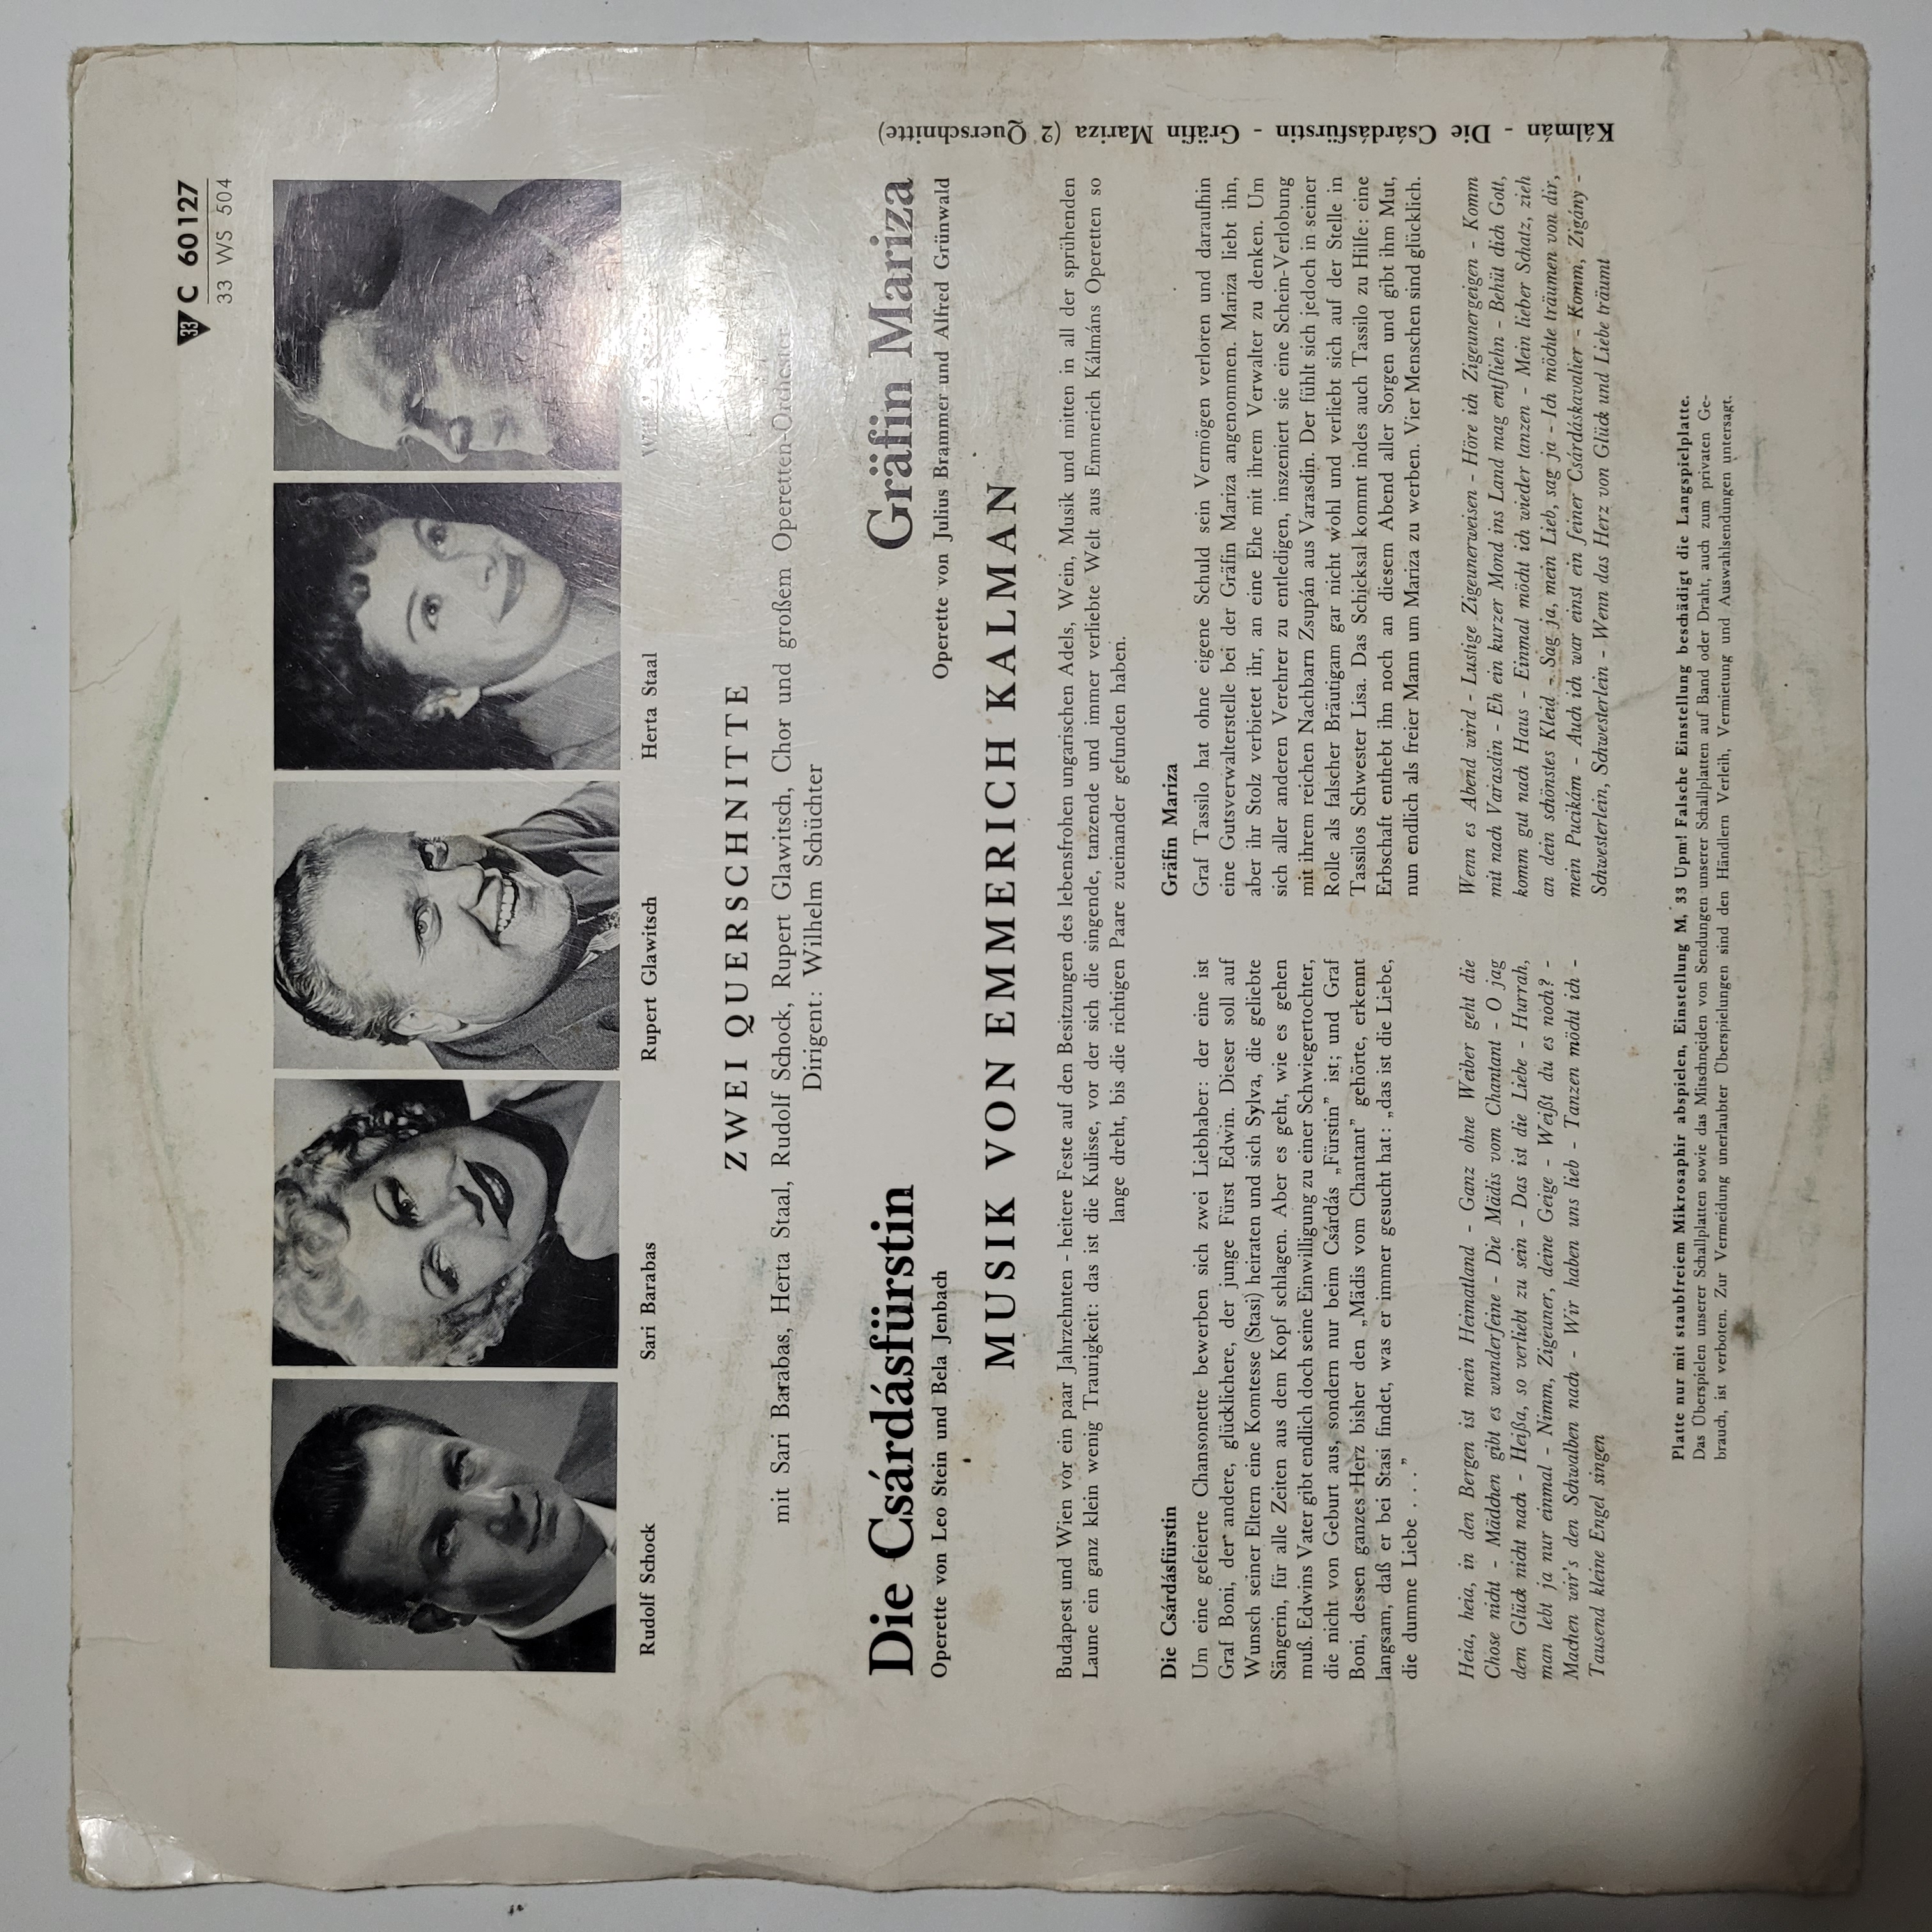 33 C 60127
33 WS 504
Rudolf Schock
Sari Barabas
Rupert Glawitsch
Herta Staal
ZWEI QUERSCHNITTE
mit Sari Barabas, Herta Staal, Rudolf Schock, Rupert Glawitsch, Chor und großem Operetten-Orchester
Dirigent: Wilhelm Schüchter
Die Csárdásfürstin
Operette von Leo Stein und Bela Jenbach
Gräfin Mariza
Operette von Julius Brammer und Alfred Grünwald
MUSIK VON EMMERICH KALMAN
Budapest und Wien vor ein paar Jahrzehnten - heitere Feste auf den Besitzungen des lebensfrohen ungarischen Adels, Wein, Musik und mitten in all der sprühenden
Laune ein ganz klein wenig Traurigkeit: das ist die Kulisse, vor der sich die singende, tanzende und immer verliebte Welt aus Emmerich Kálmáns Operetten so
lange dreht, bis die richtigen Paare zueinander gefunden haben.
Die Csárdásfürstin
Um eine gefeierte Chansonette bewerben sich zwei Liebhaber: der eine ist
Graf Boni, der andere, glücklichere, der junge Fürst Edwin. Dieser soll auf
Wunsch seiner Eltern eine Komtesse (Stasi) heiraten und sich Sylva, die geliebte
Sängerin, für alle Zeiten aus dem Kopf schlagen. Aber es geht, wie es gehen
muß. Edwins Vater gibt endlich doch seine Einwilligung zu einer Schwiegertochter,
die nicht von Geburt aus, sondern nur beim Csárdás „Fürstin” ist; und Graf
Boni, dessen ganzes Herz bisher den „Mädis vom Chantant” gehörte, erkennt
langsam, daß er bei Stasi findet, was er immer gesucht hat: „das ist die Liebe,
die dumme Liebe . . .”
Heia, heia, in den Bergen ist mein Heimatland - Ganz ohne Weiber geht die
Chose nicht - Mädchen gibt es wunderfeine - Die Mädis vom Chantant - O jag
dem Glück nicht nach - Heißa, so verliebt zu sein - Das ist die Liebe - Hurrah,
man lebt ja nur einmal - Nimm, Zigeuner, deine Geige - Weißt du es noch? -
Machen wir's den Schwalben nach - Wir haben uns lieb - Tanzen möcht ich -
Tausend kleine Engel singen
Gräfin Mariza
Graf Tassilo hat ohne eigene Schuld sein Vermögen verloren und daraufhin
eine Gutsverwalterstelle bei der Gräfin Mariza angenommen. Mariza liebt ihn,
aber ihr Stolz verbietet ihr, an eine Ehe mit ihrem Verwalter zu denken. Um
sich aller anderen Verehrer zu entledigen, inszeniert sie eine Schein-Verlobung
mit ihrem reichen Nachbarn Zsupán aus Varasdin. Der fühlt sich jedoch in seiner
Rolle als falscher Bräutigam gar nicht wohl und verliebt sich auf der Stelle in
Tassilos Schwester Lisa. Das Schicksal kommt indes auch Tassilo zu Hilfe: eine
Erbschaft enthebt ihn noch an diesem Abend aller Sorgen und gibt ihm Mut,
nun endlich als freier Mann um Mariza zu werben. Vier Menschen sind glücklich.
Wenn es Abend wird - Lustige Zigeunerweisen - Höre ich Zigeunergeigen - Komm
mit nach Varasdin - Eh ein kurzer Mond ins Land mag entfliehn - Behüt dich Gott,
komm gut nach Haus - Einmal möcht ich wieder tanzen - Mein lieber Schatz, zieh
an dein schönstes Kleid - Sag ja, mein Lieb, sag ja - Ich möchte träumen von dir,
mein Pucikám - Auch ich war einst ein feiner Csárdáskavalier - Komm, Zigány -
Schwesterlein, Schwesterlein - Wenn das Herz von Glück und Liebe träumt
Platte nur mit staubfreiem Mikrosaphir abspielen, Einstellung M, 33 Upm! Falsche Einstellung beschädigt die Langspielplatte.
Das Überspielen unserer Schallplatten sowie das Mitschneiden von Sendungen unserer Schallplatten auf Band oder Draht, auch zum privaten Ge-
brauch, ist verboten. Zur Vermeidung unerlaubter Überspielungen sind den Händlern Verleih, Vermietung und Auswahlsendungen untersagt.
Kálmán - Die Csárdásfürstin - Gräfin Mariza (2 Querschnitte)